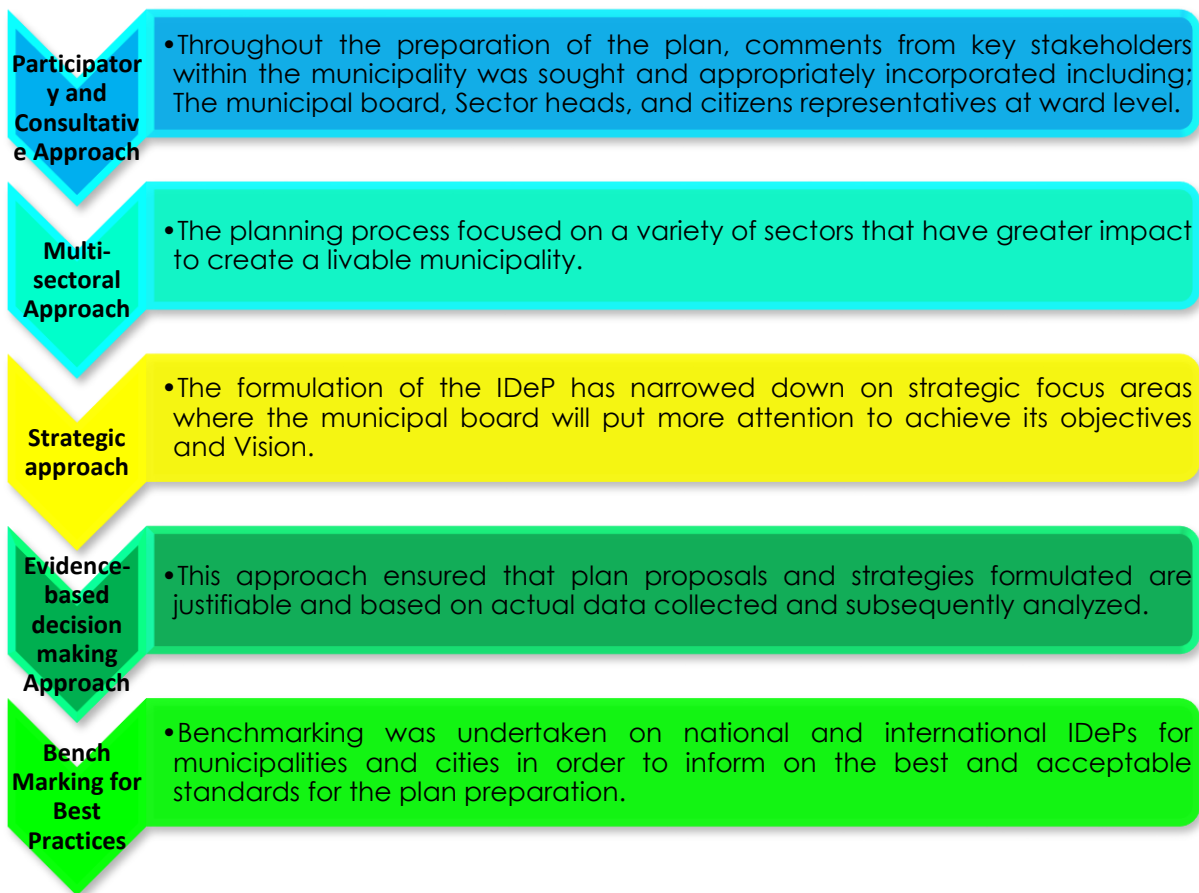 Participator
y and
Consultativ
e Approach
•Throughout the preparation of the plan, comments from key stakeholders
within the municipality was sought and appropriately incorporated including;
The municipal board, Sector heads, and citizens representatives at ward level.
Multi-
sectoral
Approach
•The planning process focused on a variety of sectors that have greater impact
to create a livable municipality.
Strategic
approach
•The formulation of the IDeP has narrowed down on strategic focus areas
where the municipal board will put more attention to achieve its objectives
and Vision.
Evidence-
based
decision
making
Approach
•This approach ensured that plan proposals and strategies formulated are
justifiable and based on actual data collected and subsequently analyzed.
Bench
Marking for
Best
Practices
•Benchmarking was undertaken on national and international IDePs for
municipalities and cities in order to inform on the best and acceptable
standards for the plan preparation.